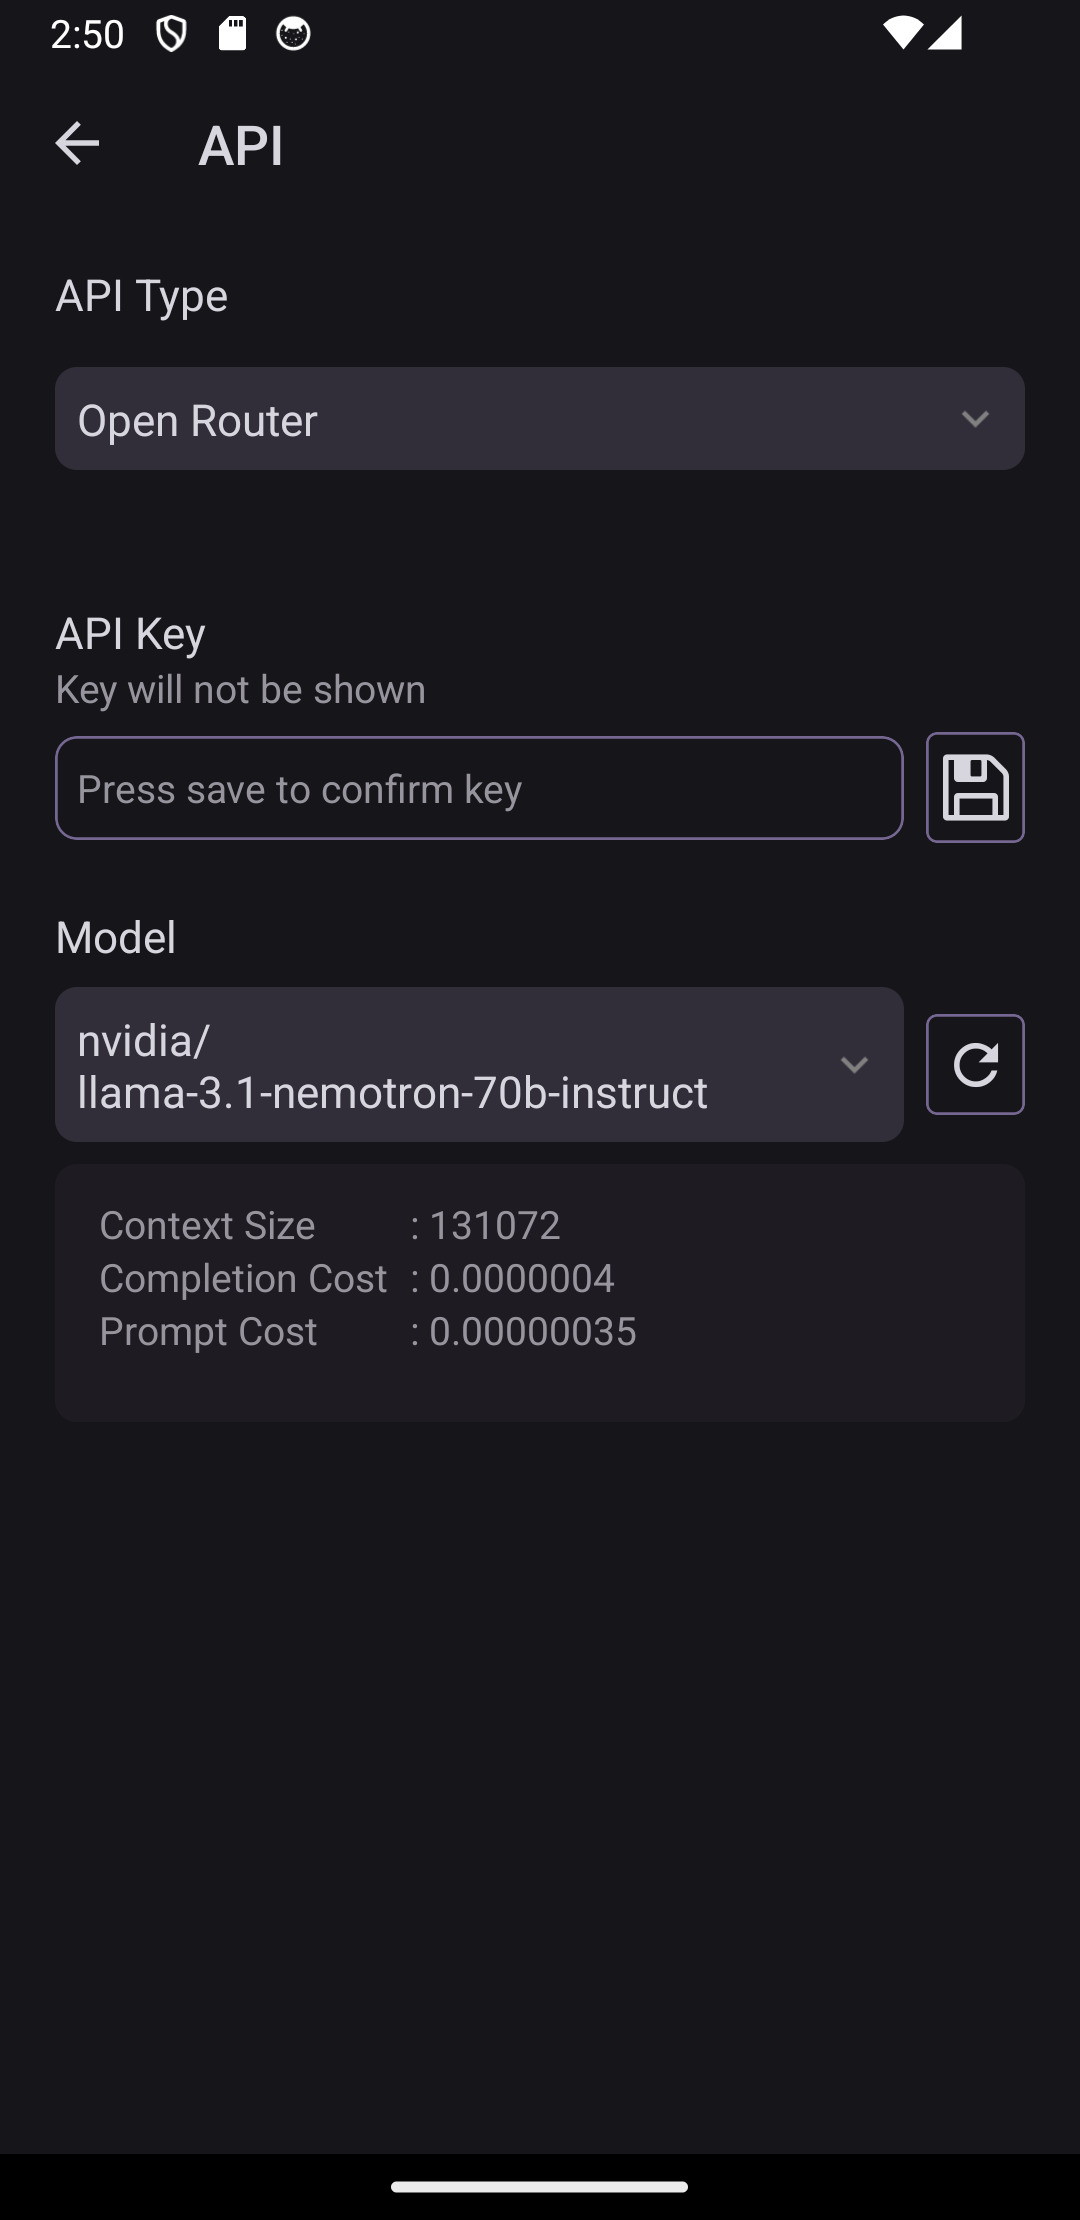 2:50
API
API Type
Open Router
API Key
Key will not be shown
Press save to confirm key
Model
nvidia/
llama-3.1-nemotron-70b-instruct
Context Size : 131072
Completion Cost : 0.0000004
Prompt Cost : 0.00000035